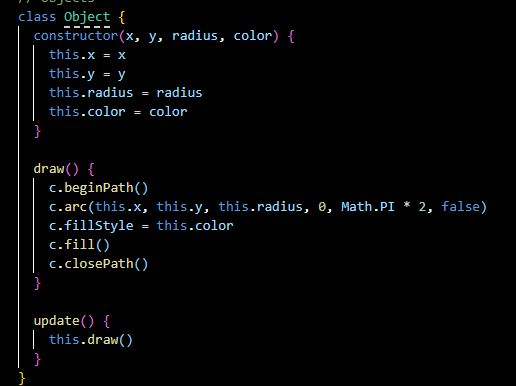 // Objects
class Object {
  constructor(x, y, radius, color) {
    this.x = x
    this.y = y
    this.radius = radius
    this.color = color
  }

  draw() {
    c.beginPath()
    c.arc(this.x, this.y, this.radius, 0, Math.PI * 2, false)
    c.fillStyle = this.color
    c.fill()
    c.closePath()
  }

  update() {
    this.draw()
  }
}